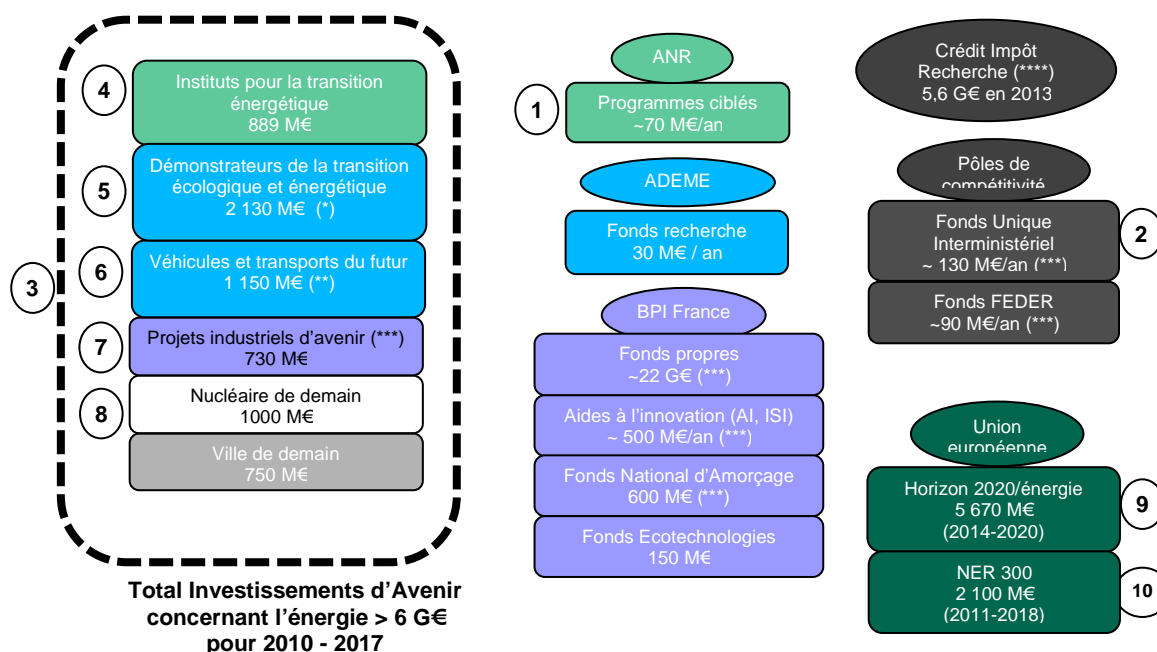 4
Instituts pour la transition
énergétique
889 M€
5
Démonstrateurs de la transition
écologique et énergétique
2 130 M€ (*)
3
6
Véhicules et transports du futur
1 150 M€ (**)
7
Projets industriels d’avenir (***)
730 M€
8
Nucléaire de demain
1000 M€
Ville de demain
750 M€
Total Investissements d’Avenir
concernant l’énergie > 6 G€
pour 2010 - 2017
ANR
1
Programmes ciblés
~70 M€/an
ADEME
Fonds recherche
30 M€ / an
BPI France
Fonds propres
~22 G€ (***)
Aides à l’innovation (AI, ISI)
~ 500 M€/an (***)
Fonds National d’Amorçage
600 M€ (***)
Fonds Ecotechnologies
150 M€
Crédit Impôt
Recherche (****)
5,6 G€ en 2013
Pôles de
compétitivité
Fonds Unique
Interministériel
~ 130 M€/an (***)
2
Fonds FEDER
~90 M€/an (***)
Union
européenne
Horizon 2020/énergie
5 670 M€
(2014-2020)
9
NER 300
2 100 M€
(2011-2018)
10